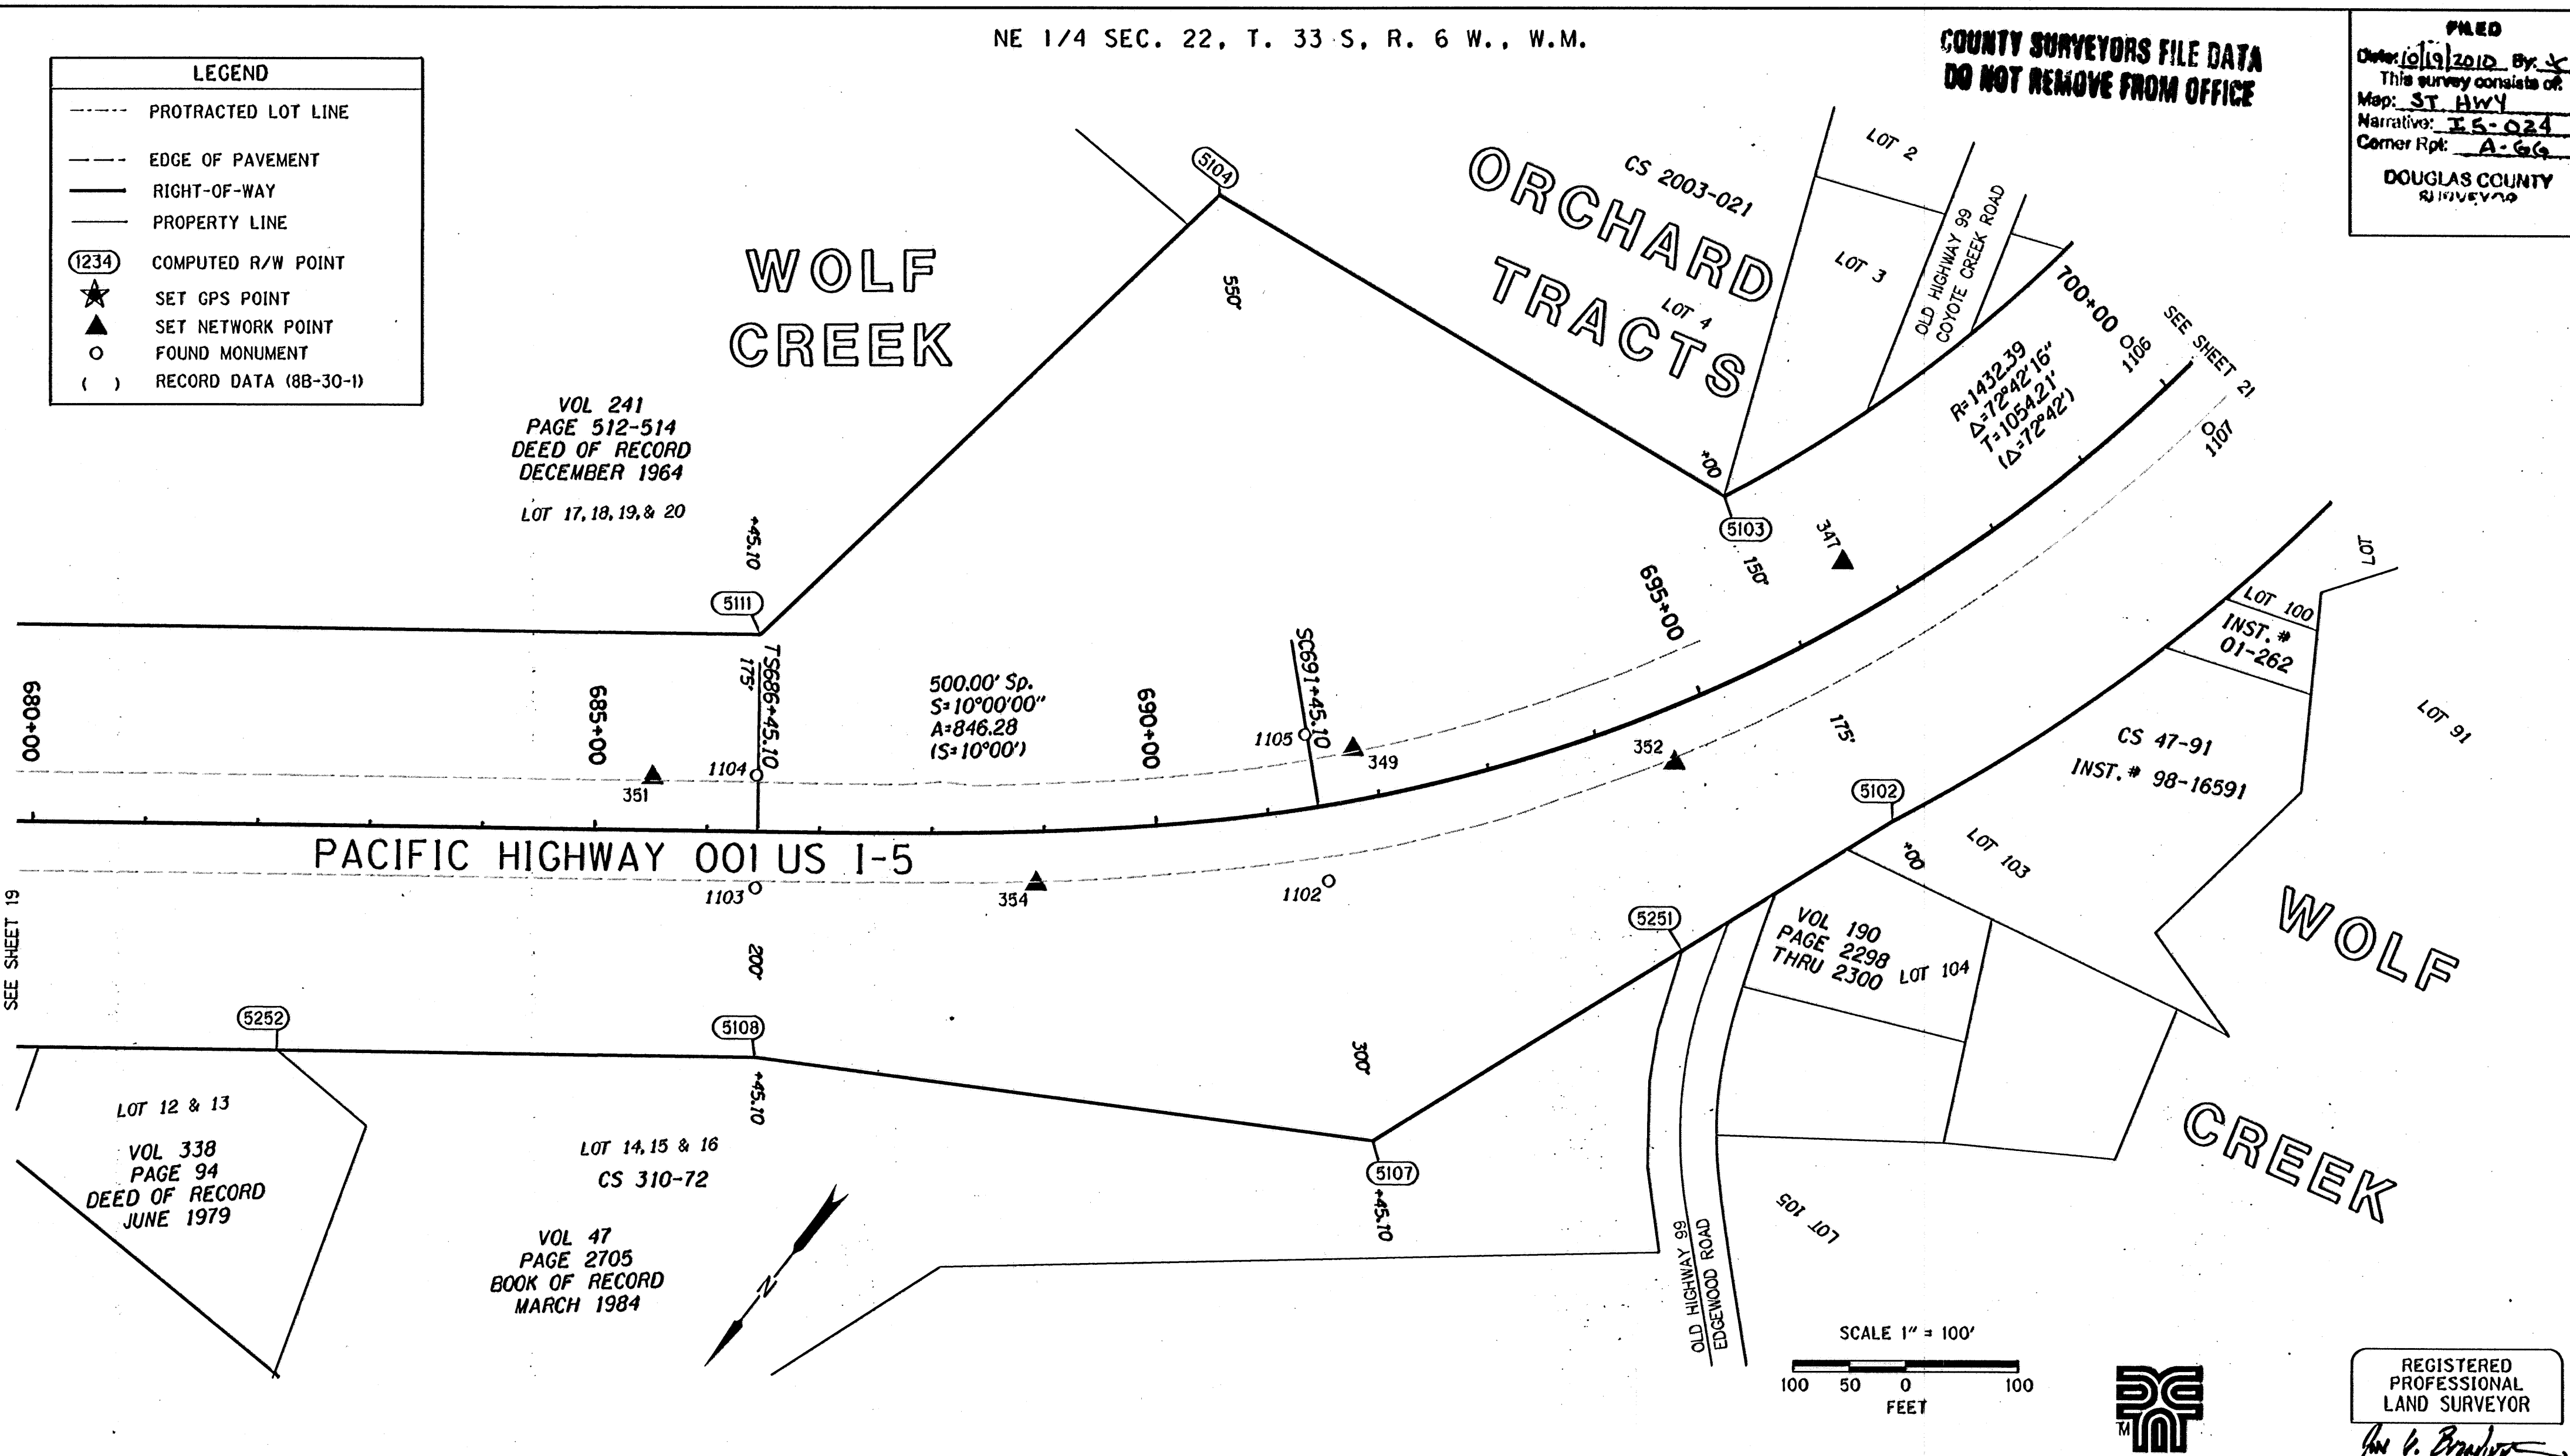 NE 1/4 SEC. 22, T. 33 S, R. 6 W., W.M.
COUNTY SURVEYORS FILE DATA
DO NOT REMOVE FROM OFFICE
FILED
Date: 10/19/2010 By:
This survey consists of:
Map: ST HWY
Narrative: I5-024
Corner Rpt: A-GG
DOUGLAS COUNTY
SURVEYOR
LEGEND
PROTRACTED LOT LINE
EDGE OF PAVEMENT
RIGHT-OF-WAY
PROPERTY LINE
1234 COMPUTED R/W POINT
SET GPS POINT
SET NETWORK POINT
FOUND MONUMENT
( ) RECORD DATA (8B-30-1)
WOLF
CREEK
VOL 241
PAGE 512-514
DEED OF RECORD
DECEMBER 1964
LOT 17,18,19,& 20
5104
550'
ORCHARD
TRACTS
CS 2003-021
LOT 2
LOT 3
LOT 4
OLD HIGHWAY 99
COYOTE CREEK ROAD
700+00
1106
SEE SHEET 21
1107
R=1432.39
Δ=72°42'16"
T=1054.21'
(Δ=72°42')
+00
5103
150'
347
695+00
+45.10
5111
TS686+45.10
175'
680+00
685+00
500.00' Sp.
S=10°00'00"
A=846.28
(S=10°00')
690+00
SC691+45.10
1105
349
352
351
1104
PACIFIC HIGHWAY 001 US I-5
1103
354
1102
175'
5102
+00
LOT
LOT 100
INST. #
01-262
LOT 91
CS 47-91
INST. # 98-16591
LOT 103
WOLF
CREEK
SEE SHEET 19
200'
5252
5108
+45.10
300'
5107
+45.10
5251
VOL 190
PAGE 2298
THRU 2300
LOT 104
LOT 105
OLD HIGHWAY 99
EDGEWOOD ROAD
LOT 12 & 13
VOL 338
PAGE 94
DEED OF RECORD
JUNE 1979
LOT 14,15 & 16
CS 310-72
VOL 47
PAGE 2705
BOOK OF RECORD
MARCH 1984
N
SCALE 1" = 100'
100 50 0 100
FEET
TM
REGISTERED
PROFESSIONAL
LAND SURVEYOR